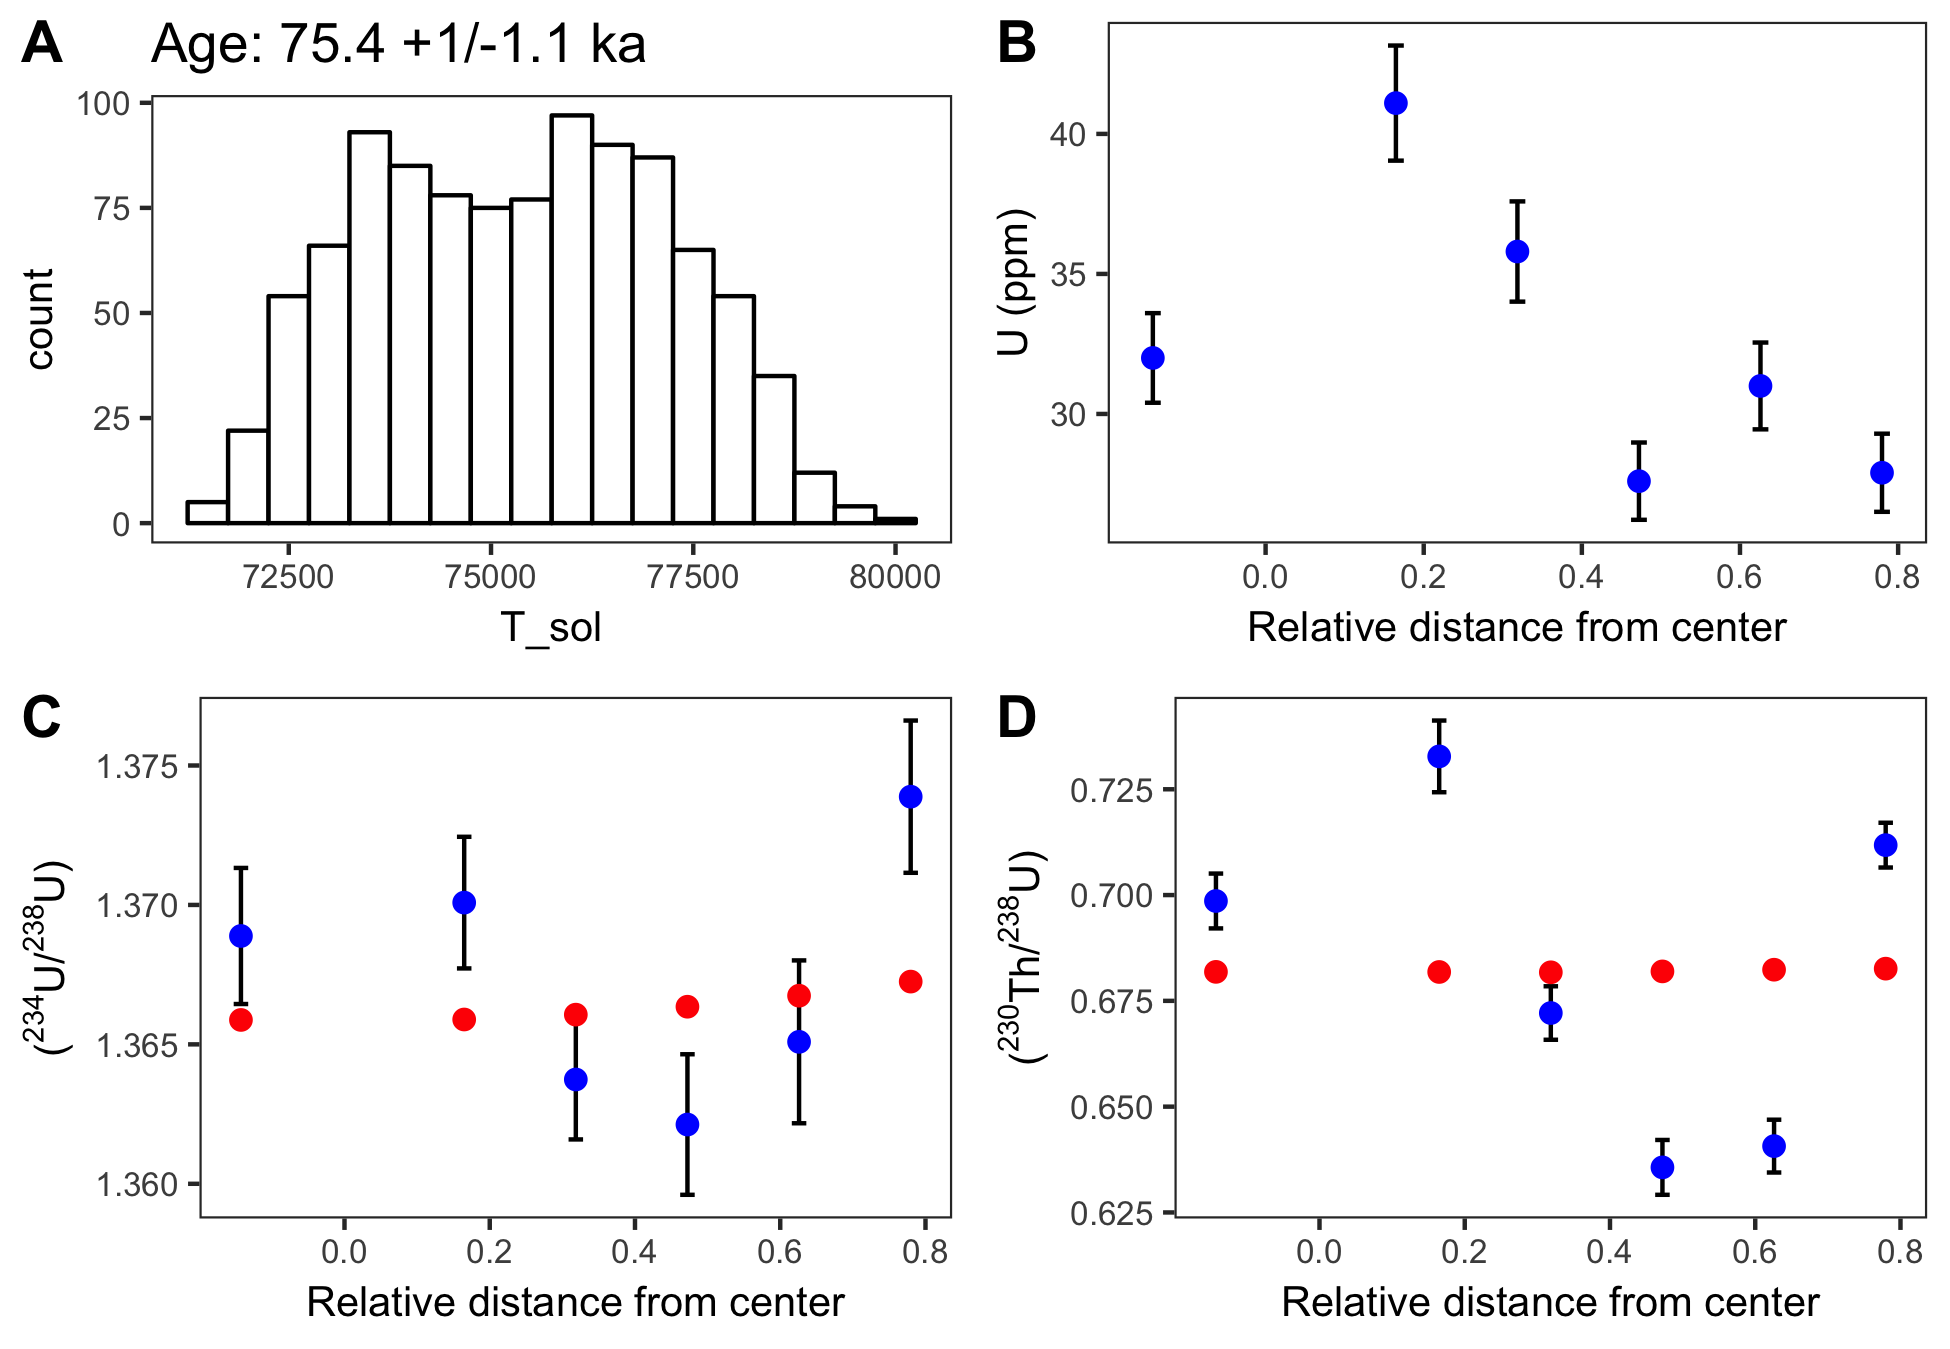 A
Age: 75.4 +1/-1.1 ka
100
75
50
25
0
count
72500 75000 77500 80000
T_sol
B
40
35
30
U (ppm)
0.0 0.2 0.4 0.6 0.8
Relative distance from center
C
1.375
1.370
1.365
1.360
(²³⁴U/²³⁸U)
0.0 0.2 0.4 0.6 0.8
Relative distance from center
D
0.725
0.700
0.675
0.650
0.625
(²³⁰Th/²³⁸U)
0.0 0.2 0.4 0.6 0.8
Relative distance from center